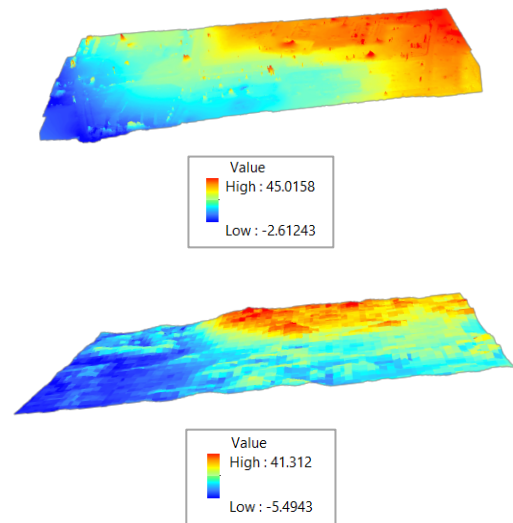 Value
High : 45.0158
Low : -2.61243
Value
High : 41.312
Low : -5.4943